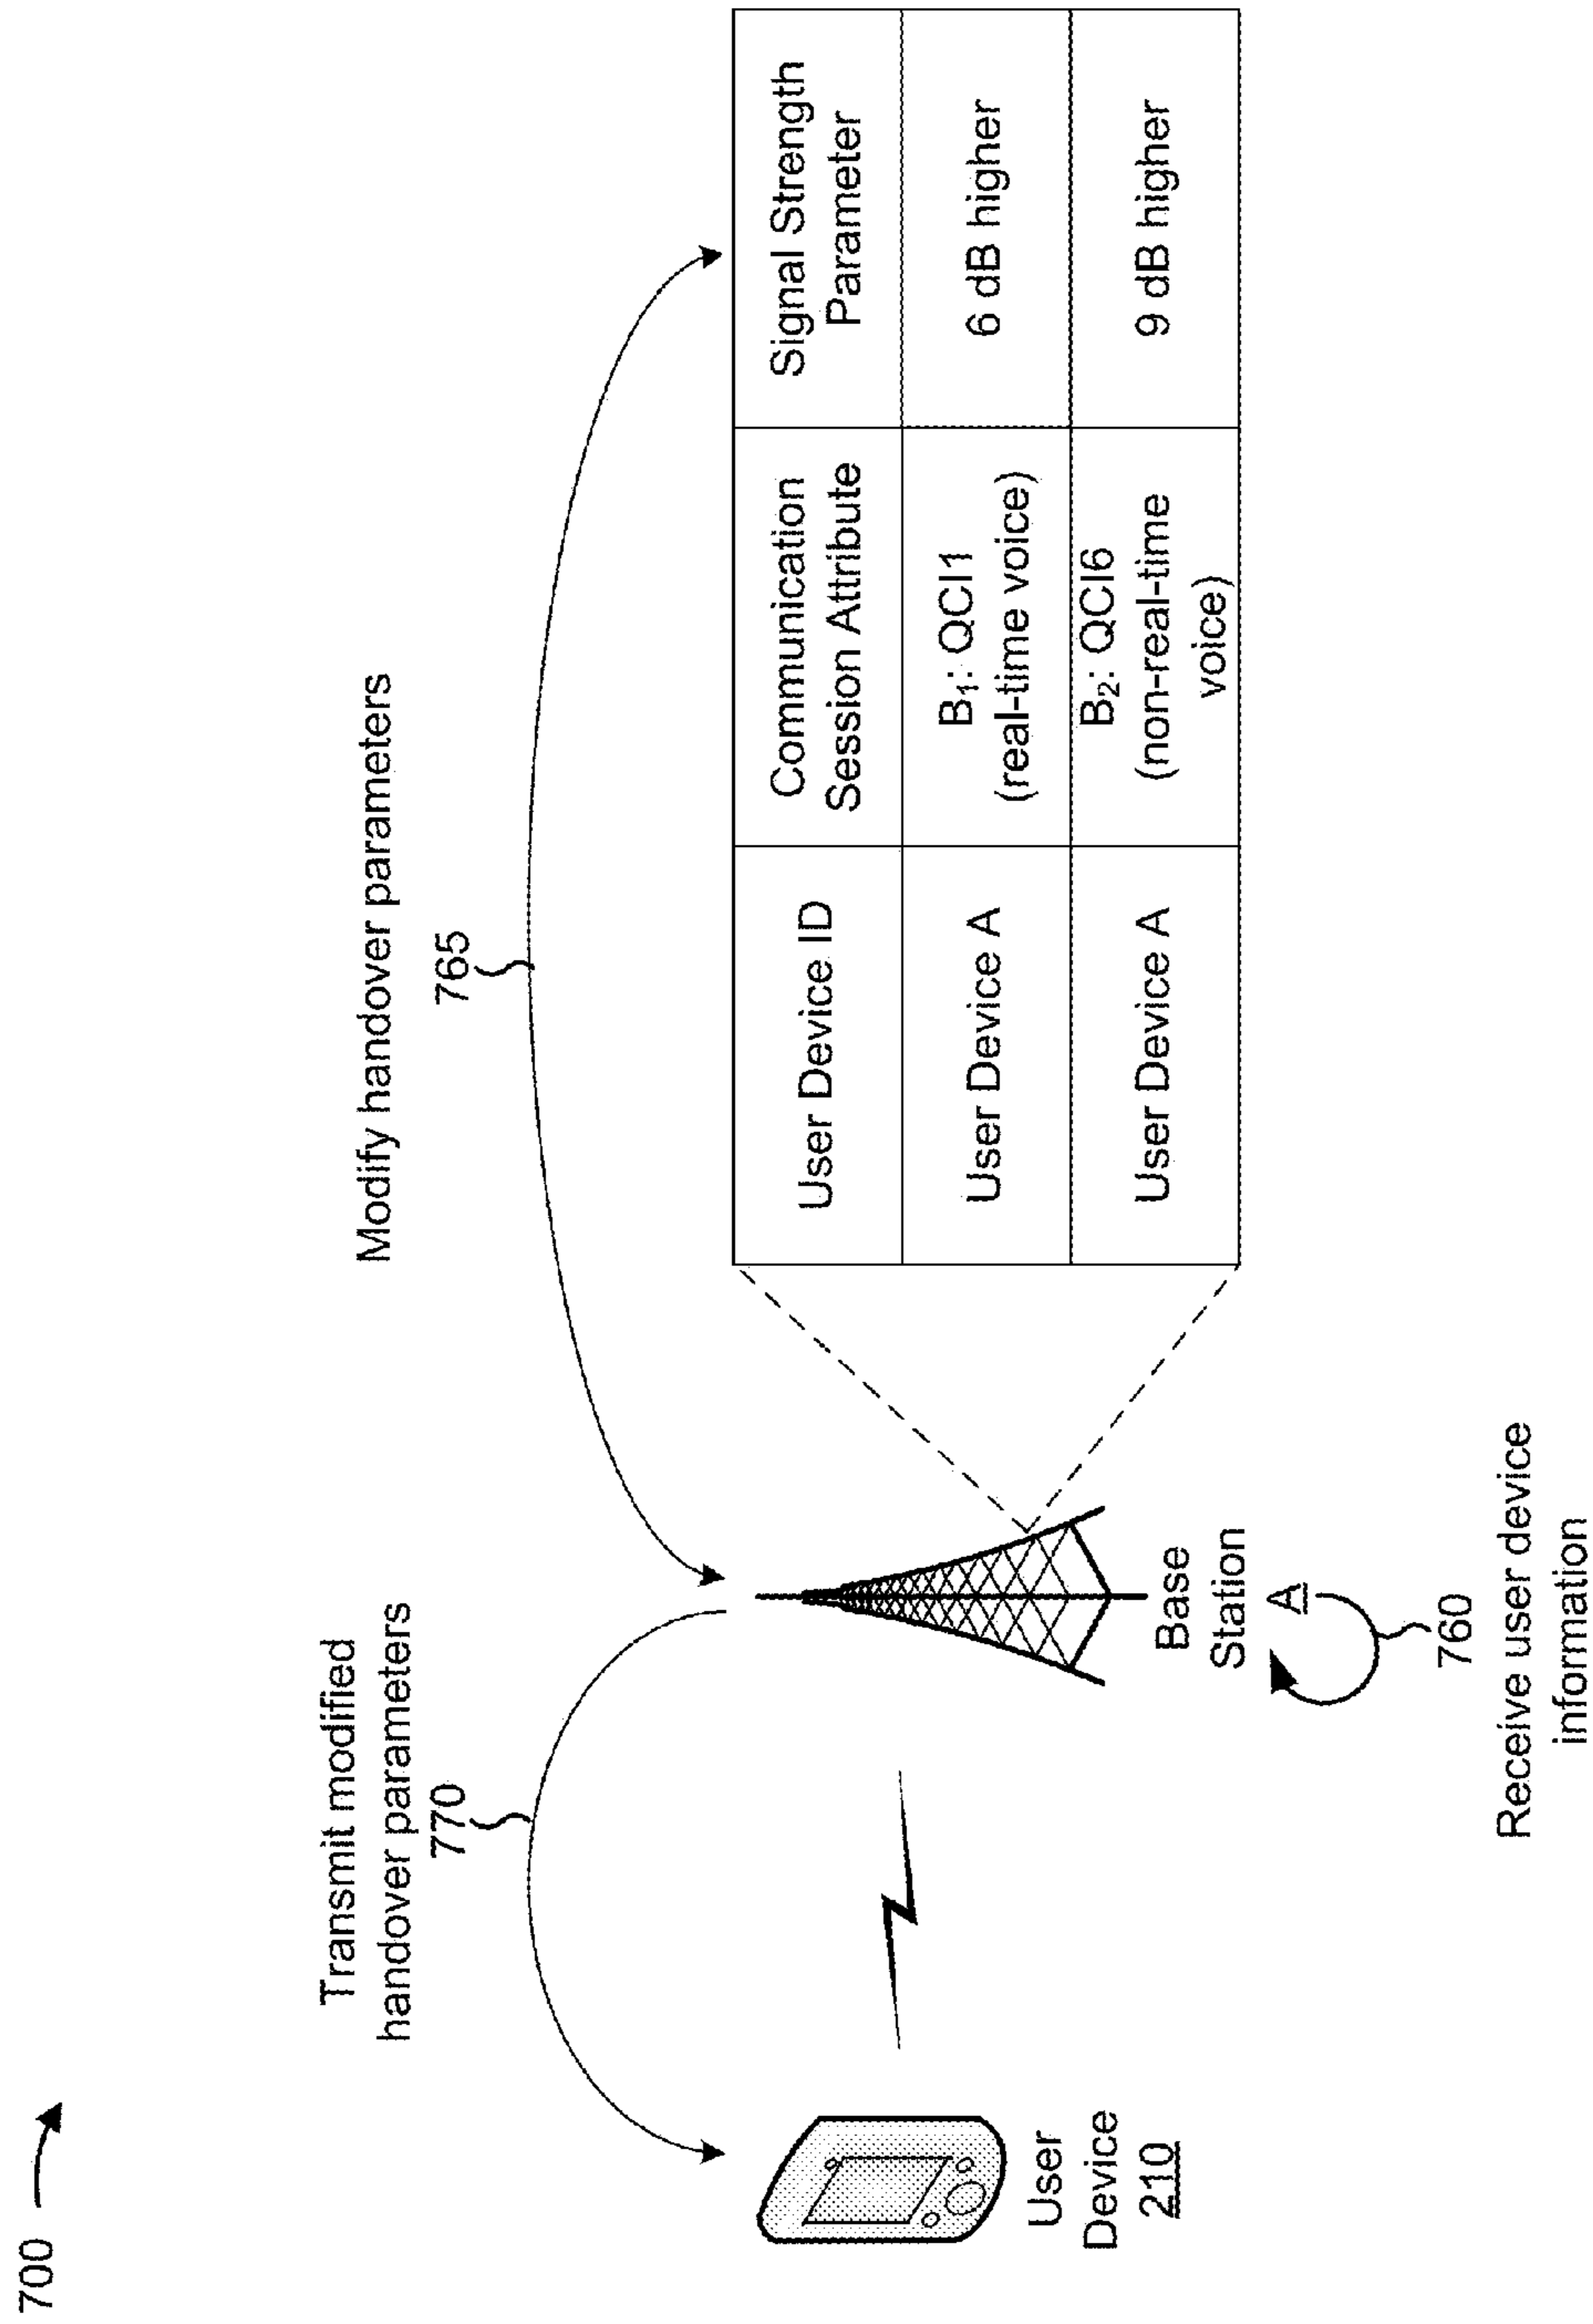 700
Transmit modified
handover parameters
770
Modify handover parameters
765
User Device ID
Communication
Session Attribute
Signal Strength
Parameter
User Device A
B₁: QCI1
(real-time voice)
6 dB higher
User Device A
B₂: QCI6
(non-real-time
voice)
9 dB higher
User
Device
210
Base
Station
A
760
Receive user device
information